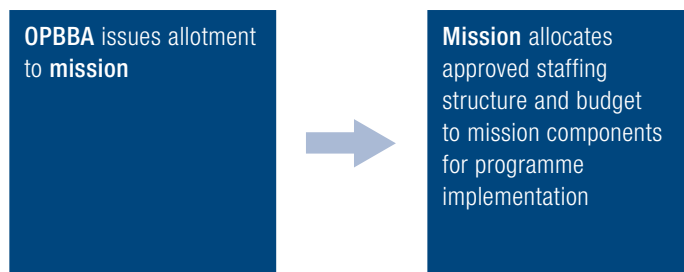 OPBBA issues allotment
to mission
Mission allocates
approved staffing
structure and budget
to mission components
for programme
implementation